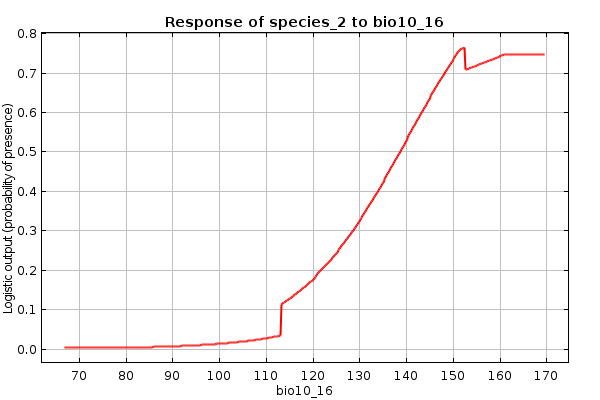 Response of species_2 to bio10_16
Logistic output (probability of presence)
0.8
0.7
0.6
0.5
0.4
0.3
0.2
0.1
0.0
70 80 90 100 110 120 130 140 150 160 170
bio10_16